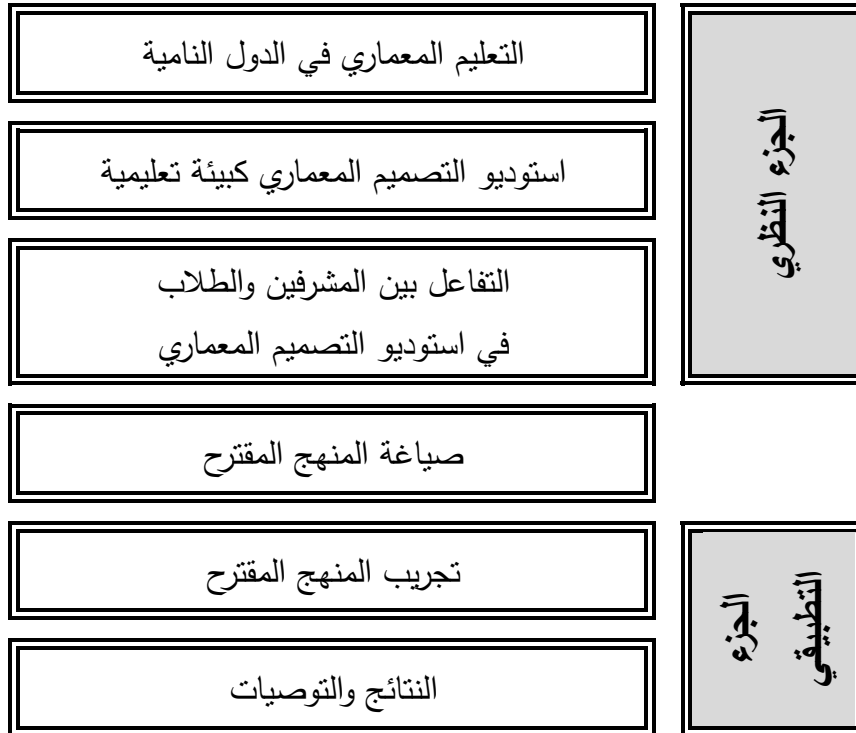 الجزء النظري
التعليم المعماري في الدول النامية
استوديو التصميم المعماري كبيئة تعليمية
التفاعل بين المشرفين والطلاب
في استوديو التصميم المعماري
صياغة المنهج المقترح
الجزء
التطبيقي
تجريب المنهج المقترح
النتائج والتوصيات